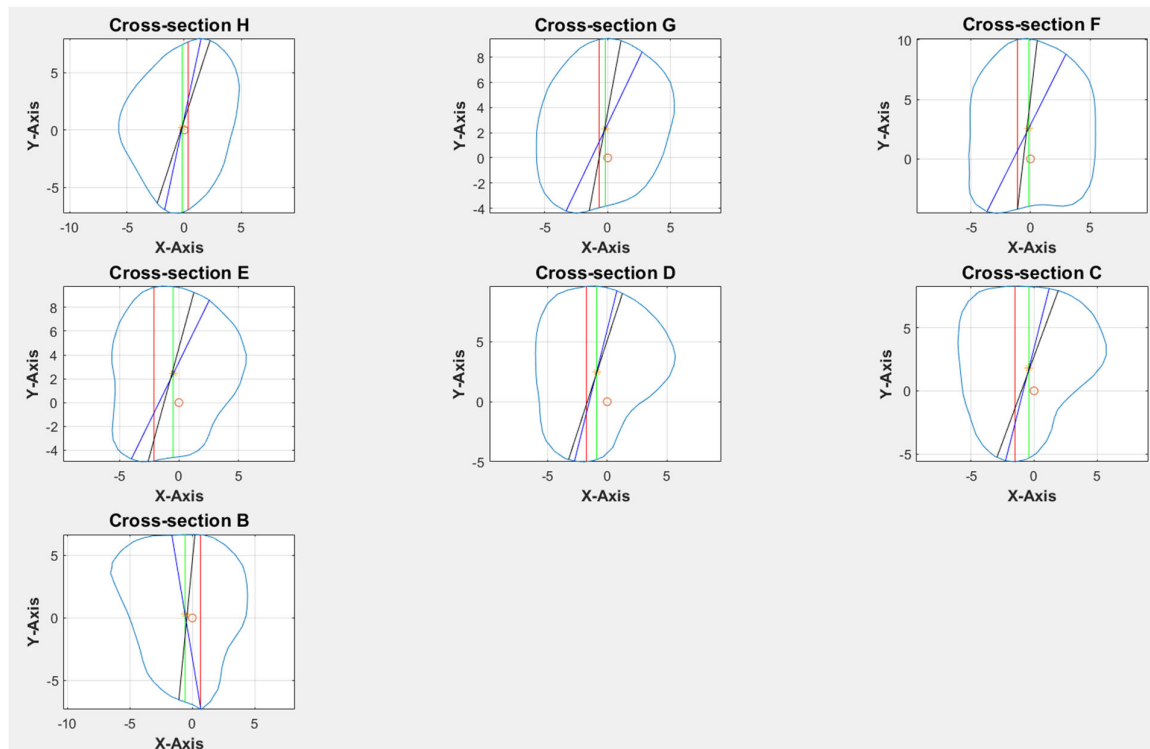 Cross-section H
Y-Axis
5
0
-5
-10
-5
0
5
X-Axis
Cross-section G
Y-Axis
8
6
4
2
0
-2
-4
-5
0
5
X-Axis
Cross-section F
Y-Axis
10
5
0
-5
0
5
X-Axis
Cross-section E
Y-Axis
8
6
4
2
0
-2
-4
-5
0
5
X-Axis
Cross-section D
Y-Axis
5
0
-5
-5
0
5
X-Axis
Cross-section C
Y-Axis
5
0
-5
-5
0
5
X-Axis
Cross-section B
Y-Axis
5
0
-5
-10
-5
0
5
X-Axis